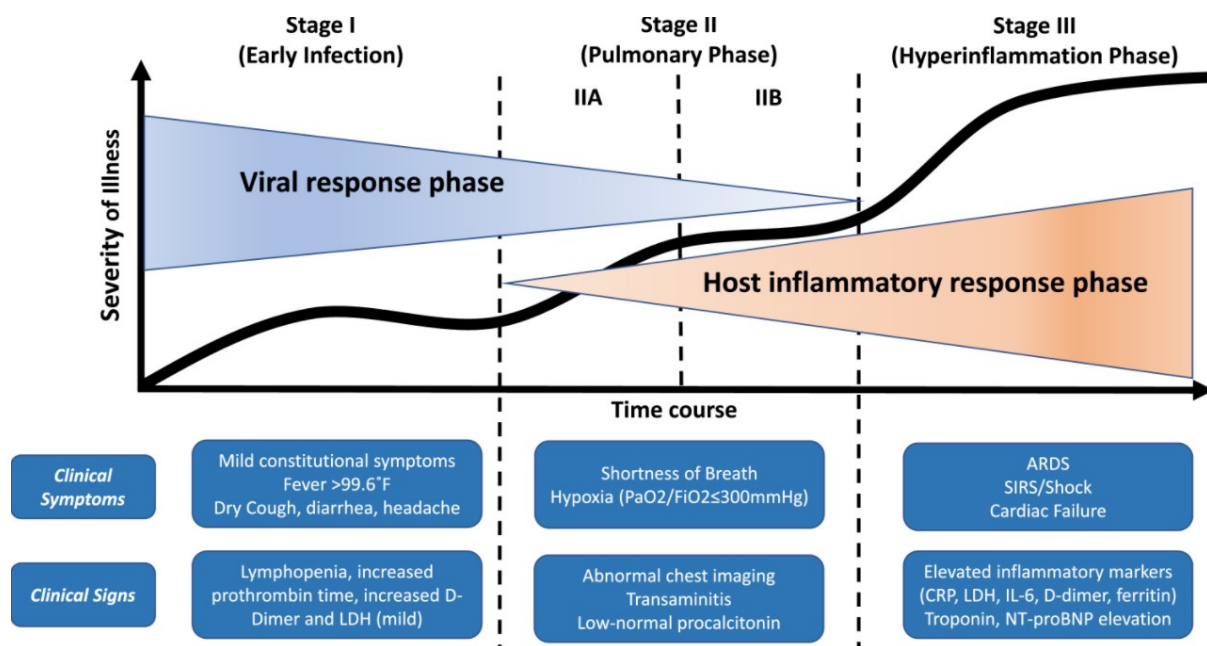 Stage I
(Early Infection)
Stage II
(Pulmonary Phase)
Stage III
(Hyperinflammation Phase)
IIA
IIB
Severity of Illness
Viral response phase
Host inflammatory response phase
Time course
Clinical
Symptoms
Mild constitutional symptoms
Fever >99.6˚F
Dry Cough, diarrhea, headache
Shortness of Breath
Hypoxia (PaO2/FiO2≤300mmHg)
ARDS
SIRS/Shock
Cardiac Failure
Clinical Signs
Lymphopenia, increased
prothrombin time, increased D-
Dimer and LDH (mild)
Abnormal chest imaging
Transaminitis
Low-normal procalcitonin
Elevated inflammatory markers
(CRP, LDH, IL-6, D-dimer, ferritin)
Troponin, NT-proBNP elevation